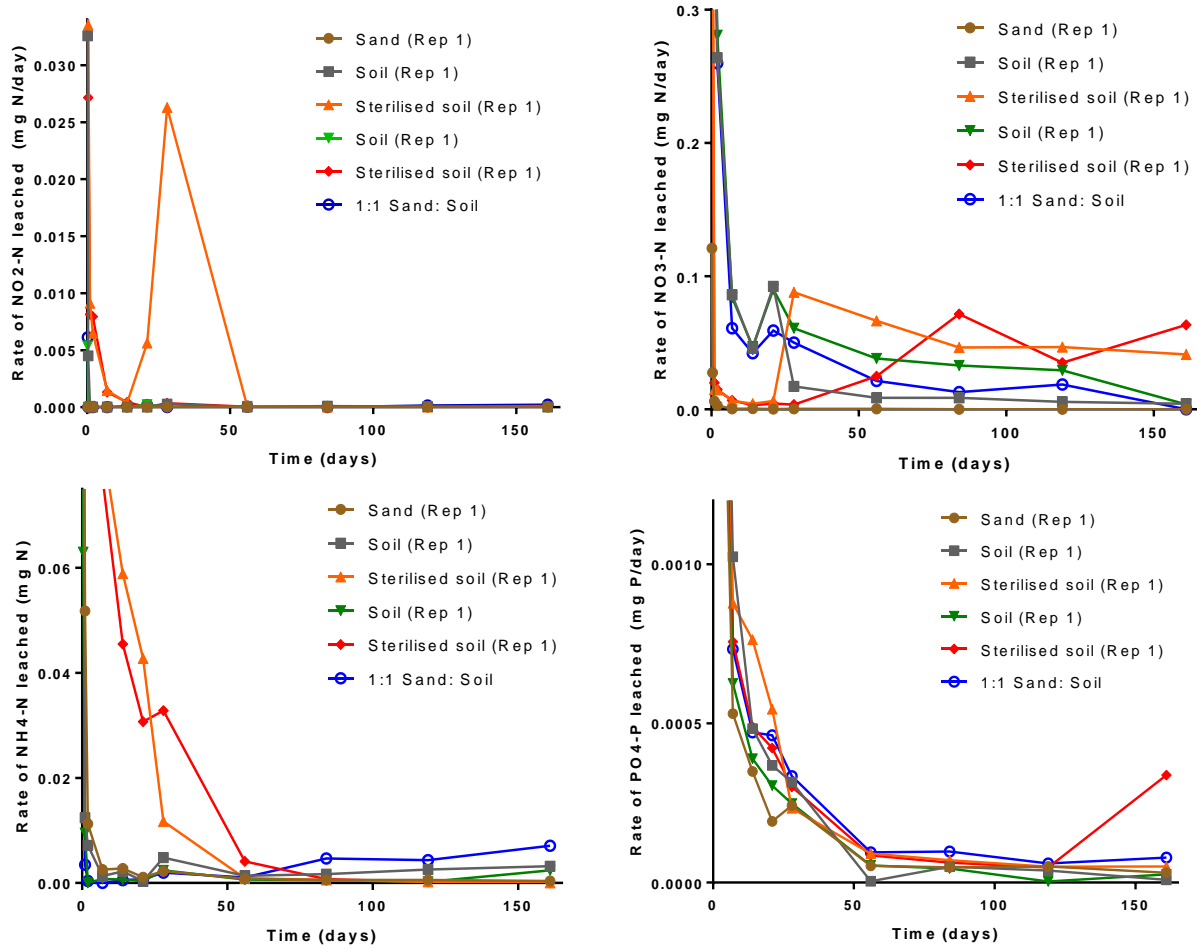 Rate of NO2-N leached (mg N/day)
0.030
0.025
0.020
0.015
0.010
0.005
0.000
0
50
100
150
Time (days)
Sand (Rep 1)
Soil (Rep 1)
Sterilised soil (Rep 1)
Soil (Rep 1)
Sterilised soil (Rep 1)
1:1 Sand: Soil
Rate of NO3-N leached (mg N/day)
0.3
0.2
0.1
0.0
0
50
100
150
Time (days)
Sand (Rep 1)
Soil (Rep 1)
Sterilised soil (Rep 1)
Soil (Rep 1)
Sterilised soil (Rep 1)
1:1 Sand: Soil
Rate of NH4-N leached (mg N)
0.06
0.04
0.02
0.00
0
50
100
150
Time (days)
Sand (Rep 1)
Soil (Rep 1)
Sterilised soil (Rep 1)
Soil (Rep 1)
Sterilised soil (Rep 1)
1:1 Sand: Soil
Rate of PO4-P leached (mg P/day)
0.0010
0.0005
0.0000
0
50
100
150
Time (days)
Sand (Rep 1)
Soil (Rep 1)
Sterilised soil (Rep 1)
Soil (Rep 1)
Sterilised soil (Rep 1)
1:1 Sand: Soil